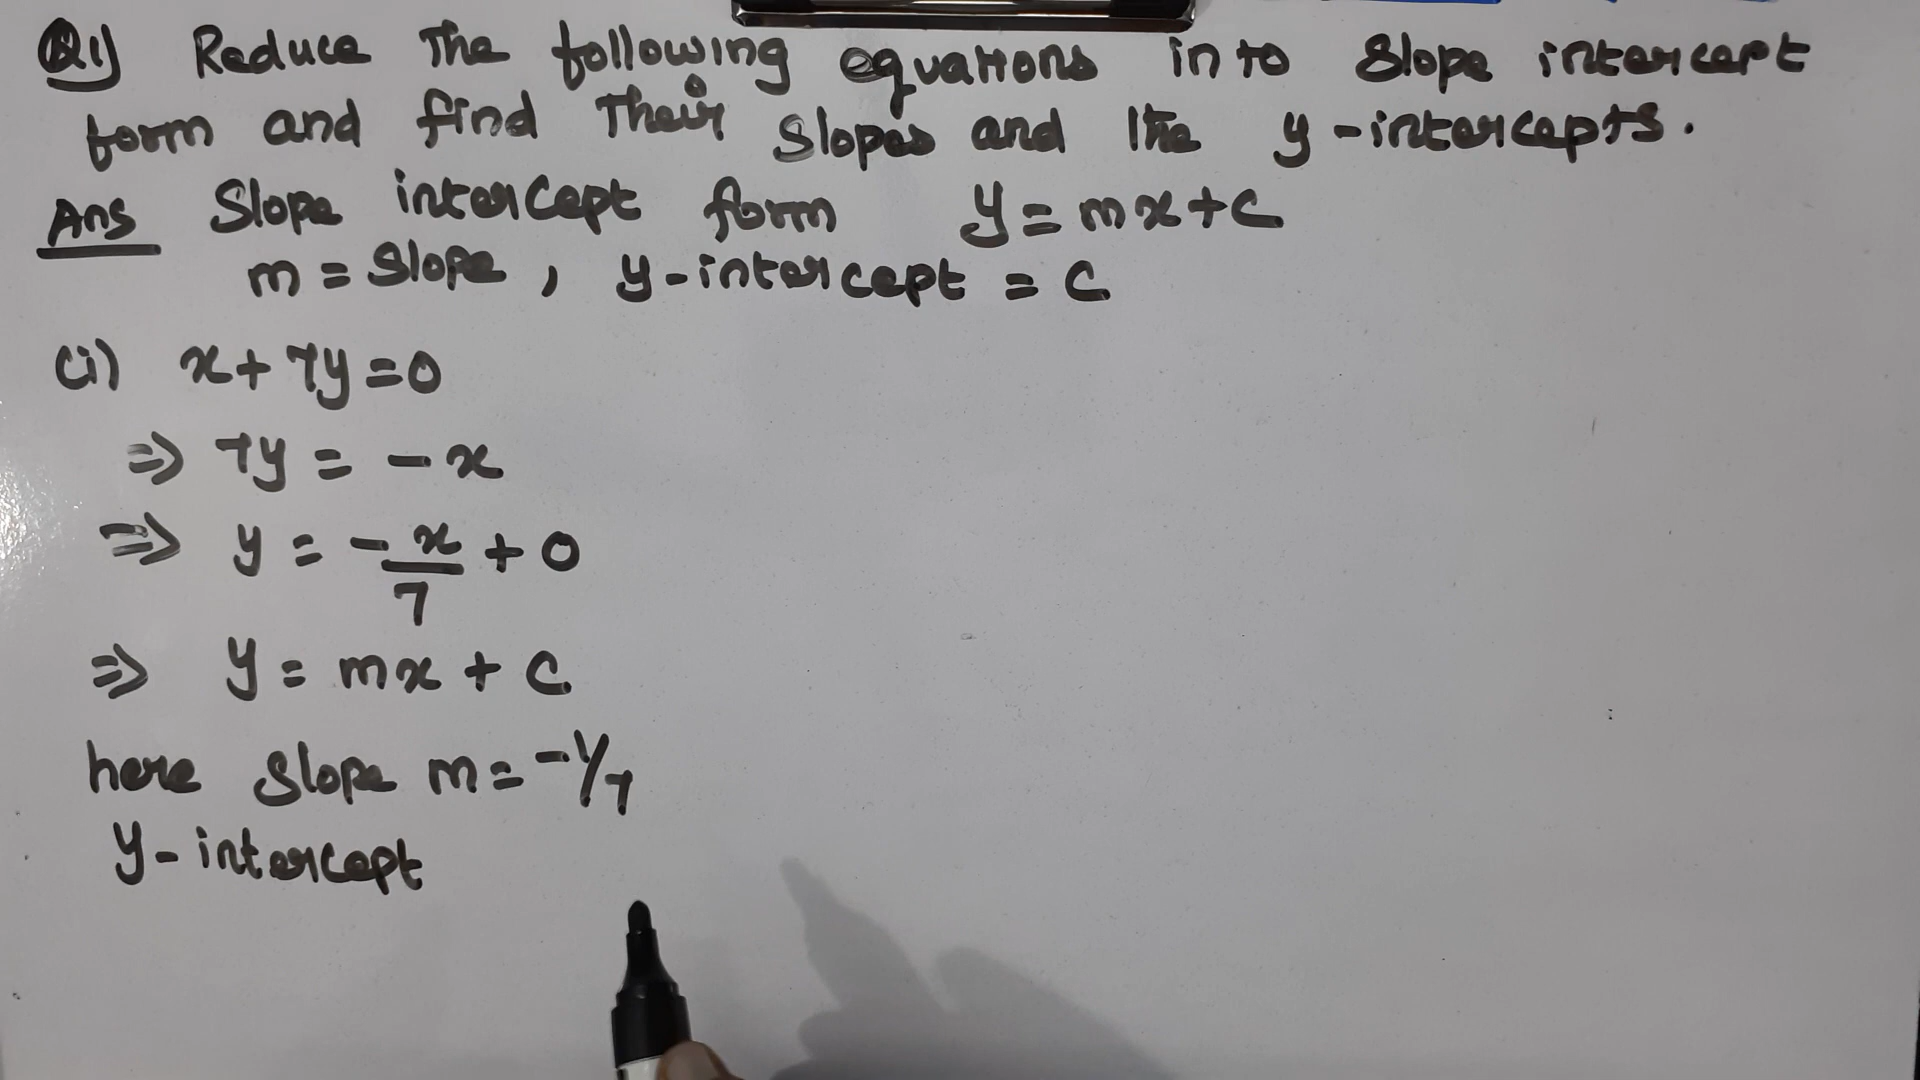 Q1) Reduce The following equations into Slope intercept
form and find Their Slopes and the y-intercepts.
Ans Slope intercept form y = mx + c
m = Slope, y-intercept = c
(i) x + 7y = 0
⇒ 7y = - x
⇒ y = - x/7 + 0
⇒ y = mx + c
here Slope m = -1/7
y-intercept